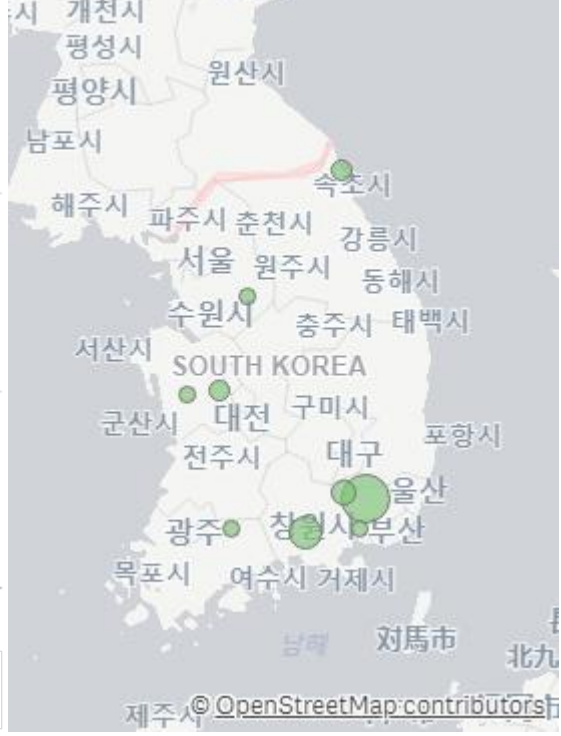 시 개천시
평성시
원산시
평양시
남포시
속초시
해주시
파주시 춘천시
강릉시
서울 원주시
동해시
수원시
충주시 태백시
서산시
SOUTH KOREA
구미시
군산시 대전
포항시
전주시 대구
울산
광주 창원시 부산
목포시 여수시 거제시
対馬市
남해
北九
제주시 © OpenStreetMap contributors